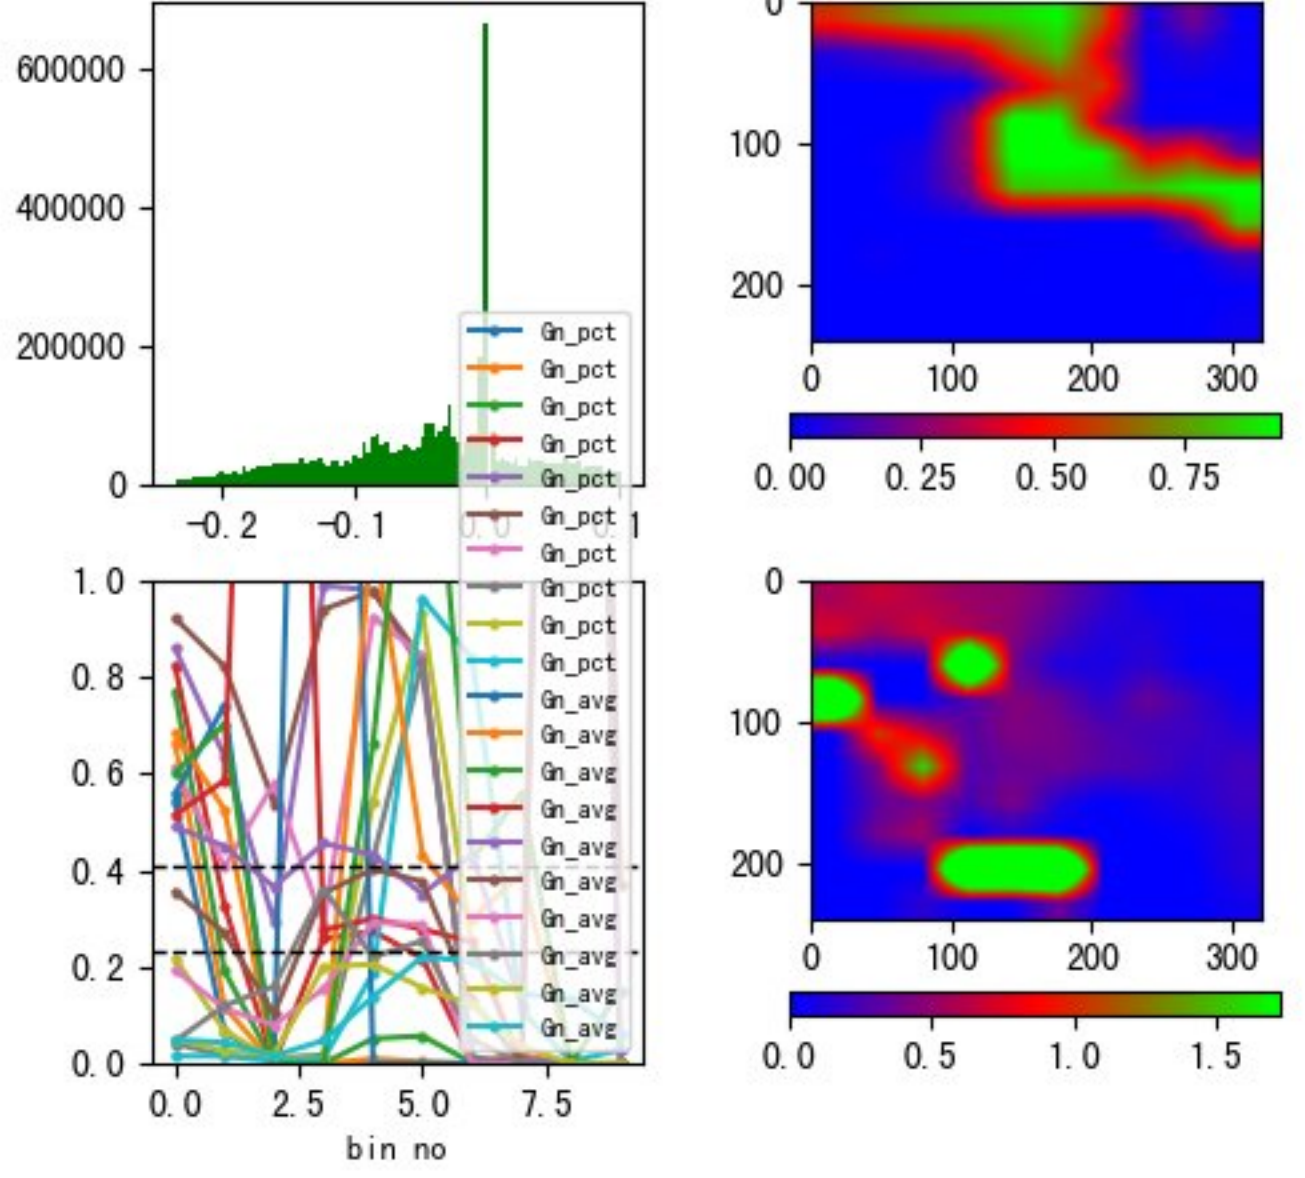 600000
400000
200000
0
-0.2 -0.1 0.0 0.1
Gn_pct
Gn_pct
Gn_pct
Gn_pct
Gn_pct
Gn_pct
Gn_pct
Gn_pct
Gn_pct
Gn_pct
Gn_avg
Gn_avg
Gn_avg
Gn_avg
Gn_avg
Gn_avg
Gn_avg
Gn_avg
Gn_avg
Gn_avg
1.0
0.8
0.6
0.4
0.2
0.0
0.0 2.5 5.0 7.5
bin no
0
100
200
0 100 200 300
0.00 0.25 0.50 0.75
0
100
200
0 100 200 300
0.0 0.5 1.0 1.5